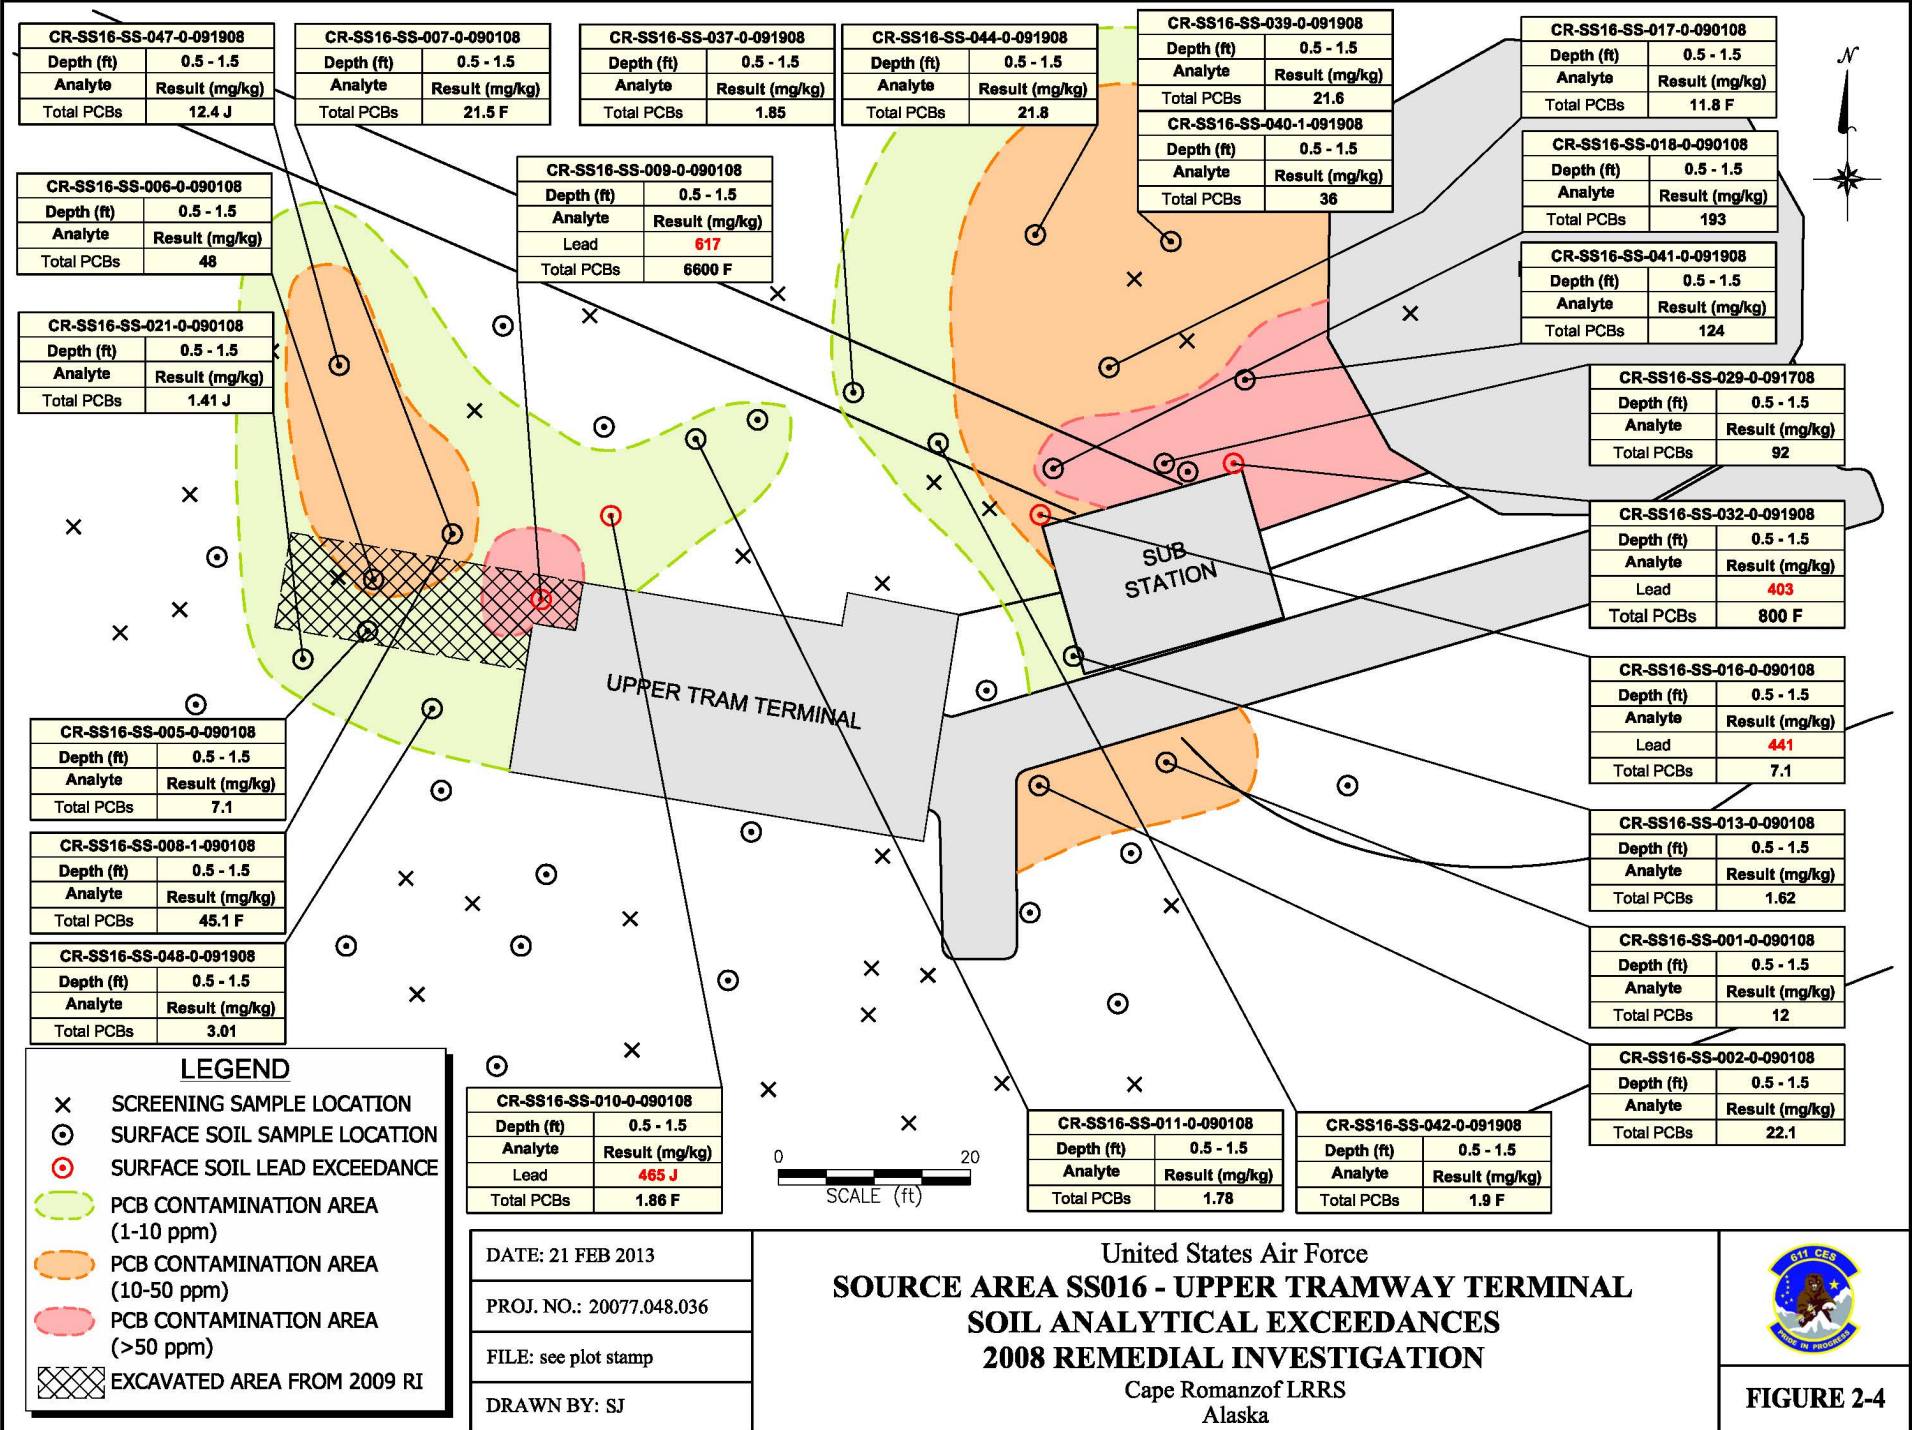 CR-SS16-SS-047-0-091908
Depth (ft) 0.5 - 1.5
Analyte Result (mg/kg)
Total PCBs 12.4 J
CR-SS16-SS-007-0-090108
Depth (ft) 0.5 - 1.5
Analyte Result (mg/kg)
Total PCBs 21.5 F
CR-SS16-SS-037-0-091908
Depth (ft) 0.5 - 1.5
Analyte Result (mg/kg)
Total PCBs 1.85
CR-SS16-SS-044-0-091908
Depth (ft) 0.5 - 1.5
Analyte Result (mg/kg)
Total PCBs 21.8
CR-SS16-SS-039-0-091908
Depth (ft) 0.5 - 1.5
Analyte Result (mg/kg)
Total PCBs 21.6
CR-SS16-SS-040-1-091908
Depth (ft) 0.5 - 1.5
Analyte Result (mg/kg)
Total PCBs 36
CR-SS16-SS-017-0-090108
Depth (ft) 0.5 - 1.5
Analyte Result (mg/kg)
Total PCBs 11.8 F
N
CR-SS16-SS-018-0-090108
Depth (ft) 0.5 - 1.5
Analyte Result (mg/kg)
Total PCBs 193
CR-SS16-SS-009-0-090108
Depth (ft) 0.5 - 1.5
Analyte Result (mg/kg)
Lead 617
Total PCBs 6600 F
CR-SS16-SS-006-0-090108
Depth (ft) 0.5 - 1.5
Analyte Result (mg/kg)
Total PCBs 48
CR-SS16-SS-041-0-091908
Depth (ft) 0.5 - 1.5
Analyte Result (mg/kg)
Total PCBs 124
CR-SS16-SS-021-0-090108
Depth (ft) 0.5 - 1.5
Analyte Result (mg/kg)
Total PCBs 1.41 J
CR-SS16-SS-029-0-091708
Depth (ft) 0.5 - 1.5
Analyte Result (mg/kg)
Total PCBs 92
CR-SS16-SS-032-0-091908
Depth (ft) 0.5 - 1.5
Analyte Result (mg/kg)
Lead 403
Total PCBs 800 F
SUB
STATION
UPPER TRAM TERMINAL
CR-SS16-SS-016-0-090108
Depth (ft) 0.5 - 1.5
Analyte Result (mg/kg)
Lead 441
Total PCBs 7.1
CR-SS16-SS-005-0-090108
Depth (ft) 0.5 - 1.5
Analyte Result (mg/kg)
Total PCBs 7.1
CR-SS16-SS-013-0-090108
Depth (ft) 0.5 - 1.5
Analyte Result (mg/kg)
Total PCBs 1.62
CR-SS16-SS-008-1-090108
Depth (ft) 0.5 - 1.5
Analyte Result (mg/kg)
Total PCBs 45.1 F
CR-SS16-SS-001-0-090108
Depth (ft) 0.5 - 1.5
Analyte Result (mg/kg)
Total PCBs 12
CR-SS16-SS-048-0-091908
Depth (ft) 0.5 - 1.5
Analyte Result (mg/kg)
Total PCBs 3.01
CR-SS16-SS-002-0-090108
Depth (ft) 0.5 - 1.5
Analyte Result (mg/kg)
Total PCBs 22.1
CR-SS16-SS-010-0-090108
Depth (ft) 0.5 - 1.5
Analyte Result (mg/kg)
Lead 465 J
Total PCBs 1.86 F
0 20
SCALE (ft)
CR-SS16-SS-011-0-090108
Depth (ft) 0.5 - 1.5
Analyte Result (mg/kg)
Total PCBs 1.78
CR-SS16-SS-042-0-091908
Depth (ft) 0.5 - 1.5
Analyte Result (mg/kg)
Total PCBs 1.9 F
LEGEND
SCREENING SAMPLE LOCATION
SURFACE SOIL SAMPLE LOCATION
SURFACE SOIL LEAD EXCEEDANCE
PCB CONTAMINATION AREA
(1-10 ppm)
PCB CONTAMINATION AREA
(10-50 ppm)
PCB CONTAMINATION AREA
(>50 ppm)
EXCAVATED AREA FROM 2009 RI
DATE: 21 FEB 2013
PROJ. NO.: 20077.048.036
FILE: see plot stamp
DRAWN BY: SJ
United States Air Force
SOURCE AREA SS016 - UPPER TRAMWAY TERMINAL
SOIL ANALYTICAL EXCEEDANCES
2008 REMEDIAL INVESTIGATION
Cape Romanzof LRRS
Alaska
611 CES
PRIDE IN PROGRESS
FIGURE 2-4